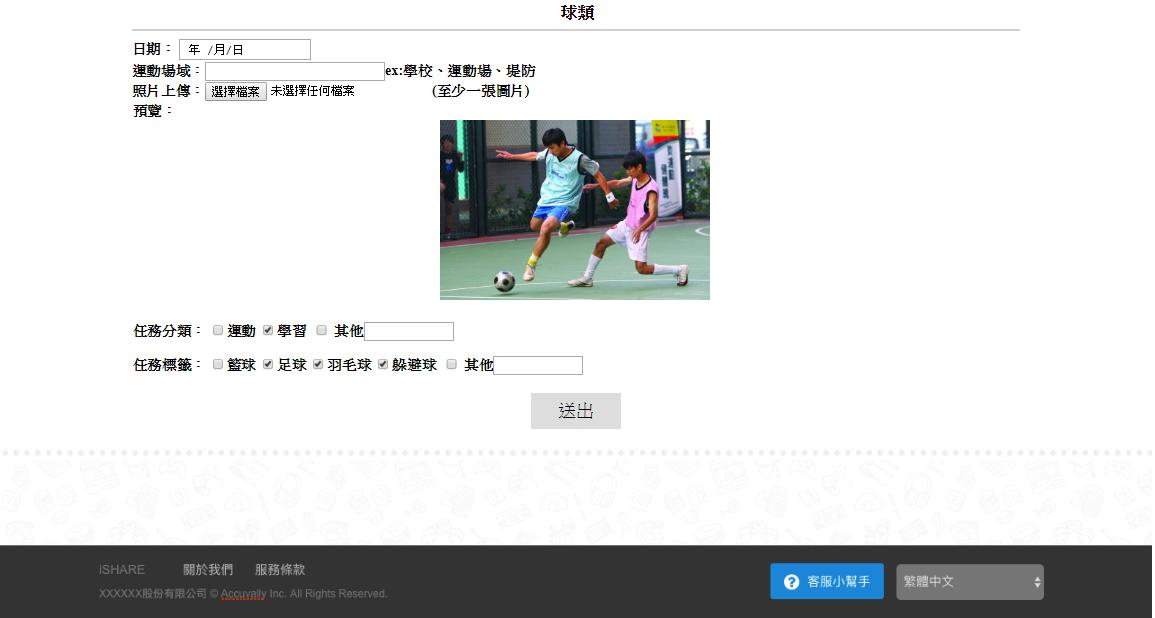 球類
日期： 年 /月/日
運動場域： ex:學校、運動場、堤防
照片上傳： 選擇檔案 未選擇任何檔案 (至少一張圖片)
預覽：
任務分類： 運動 學習 其他
任務標籤： 籃球 足球 羽毛球 躲避球 其他
送出
iSHARE 關於我們 服務條款
客服小幫手 繁體中文
XXXXXX股份有限公司 © Accuvally Inc. All Rights Reserved.